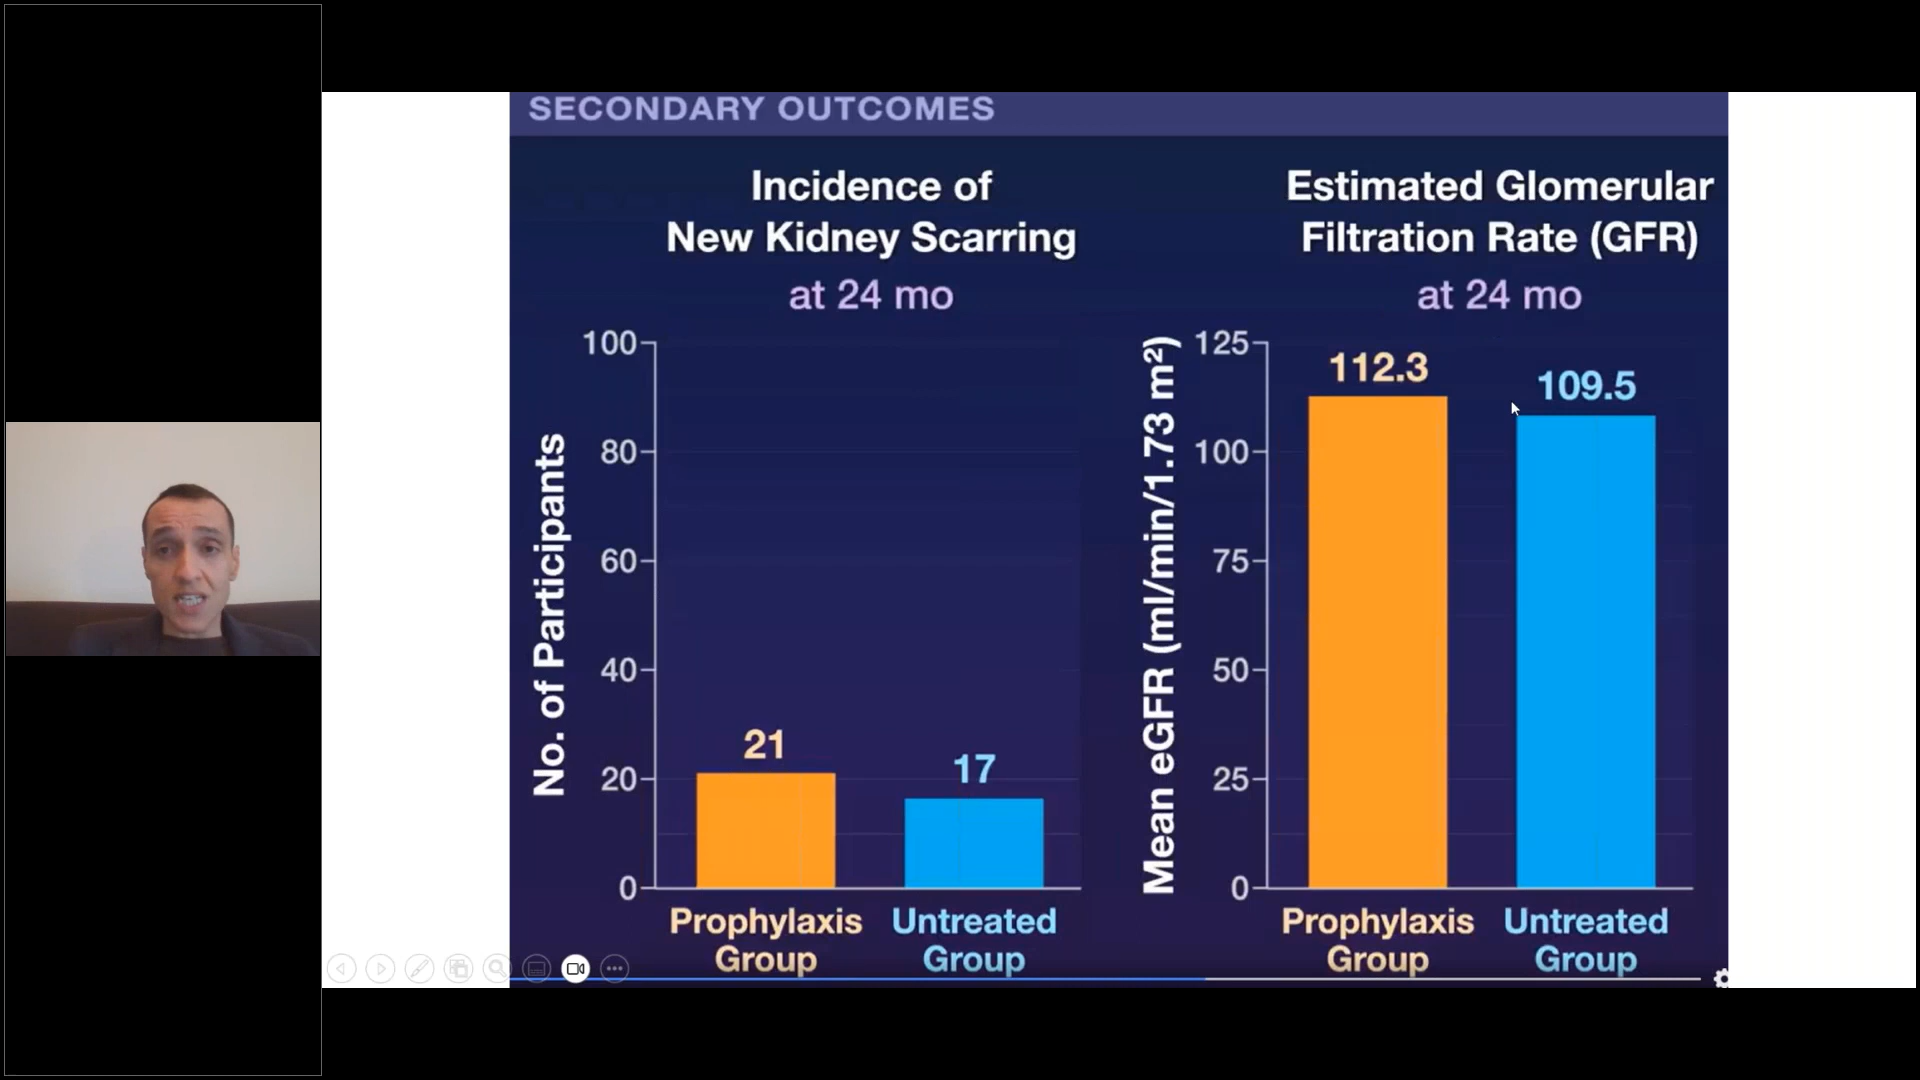 SECONDARY OUTCOMES
Incidence of
New Kidney Scarring
at 24 mo
No. of Participants
100
80
60
40
20
0
21
17
Prophylaxis
Group
Untreated
Group
Estimated Glomerular
Filtration Rate (GFR)
at 24 mo
Mean eGFR (ml/min/1.73 m²)
125
100
75
50
25
0
112.3
109.5
Prophylaxis
Group
Untreated
Group